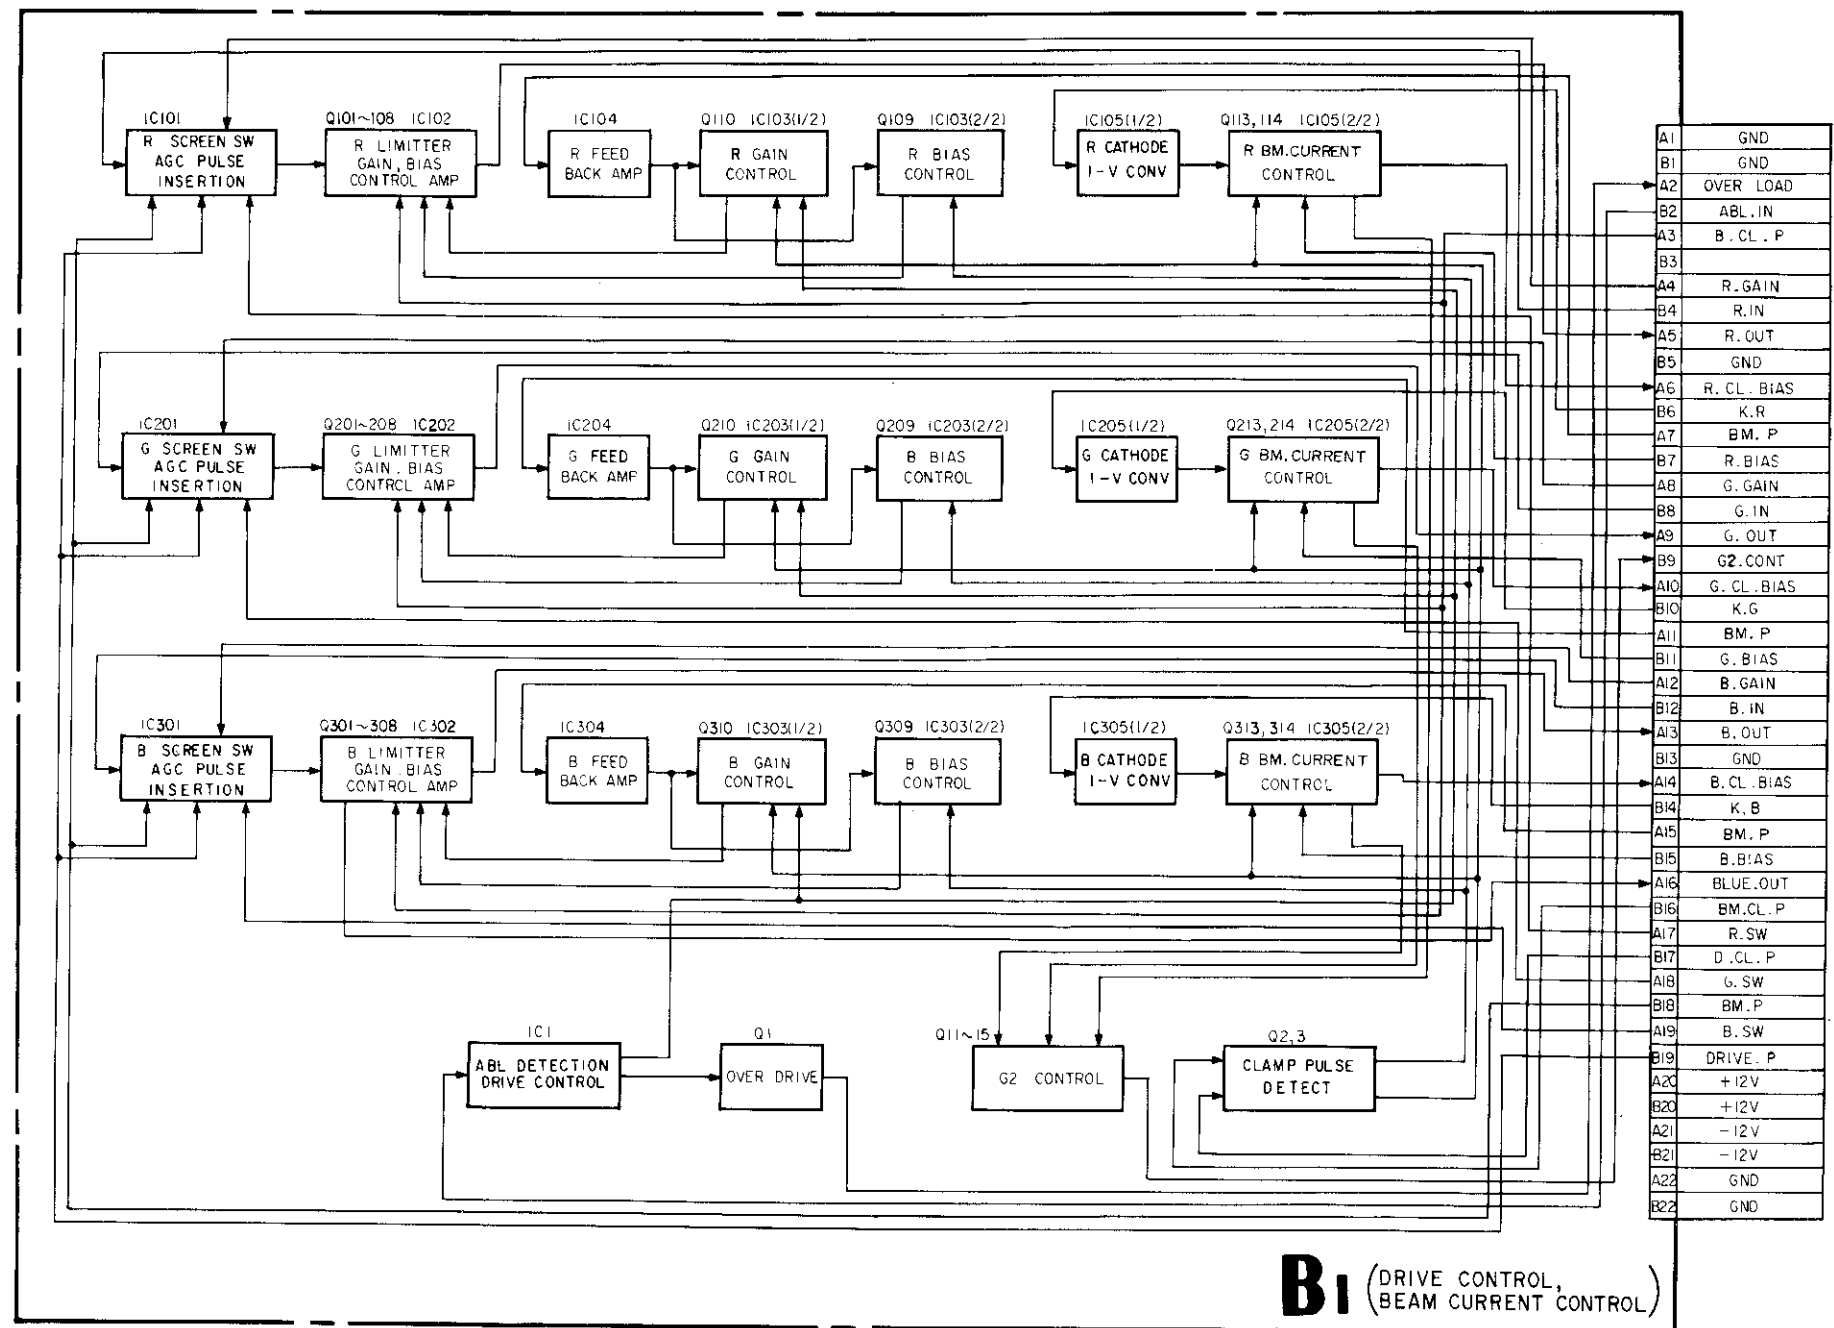 IC101
R SCREEN SW
AGC PULSE
INSERTION
Q101~108 IC102
R LIMITTER
GAIN, BIAS
CONTROL AMP
IC104
R FEED
BACK AMP
Q110 IC103(1/2)
R GAIN
CONTROL
Q109 IC103(2/2)
R BIAS
CONTROL
IC105(1/2)
R CATHODE
I-V CONV
Q113,114 IC105(2/2)
R BM.CURRENT
CONTROL
IC201
G SCREEN SW
AGC PULSE
INSERTION
Q201~208 IC202
G LIMITTER
GAIN.BIAS
CONTROL AMP
IC204
G FEED
BACK AMP
Q210 IC203(1/2)
G GAIN
CONTROL
Q209 IC203(2/2)
B BIAS
CONTROL
IC205(1/2)
G CATHODE
I-V CONV
Q213,214 IC205(2/2)
G BM.CURRENT
CONTROL
IC301
B SCREEN SW
AGC PULSE
INSERTION
Q301~308 IC302
B LIMITTER
GAIN.BIAS
CONTROL AMP
IC304
B FEED
BACK AMP
Q310 IC303(1/2)
B GAIN
CONTROL
Q309 IC303(2/2)
B BIAS
CONTROL
IC305(1/2)
B CATHODE
I-V CONV
Q313,314 IC305(2/2)
B BM.CURRENT
CONTROL
IC1
ABL DETECTION
DRIVE CONTROL
Q1
OVER DRIVE
Q11~15
G2 CONTROL
Q2,3
CLAMP PULSE
DETECT
A1 GND
B1 GND
A2 OVER LOAD
B2 ABL.IN
A3 B.CL.P
B3
A4 R.GAIN
B4 R.IN
A5 R.OUT
B5 GND
A6 R.CL.BIAS
B6 K.R
A7 BM.P
B7 R.BIAS
A8 G.GAIN
B8 G.IN
A9 G.OUT
B9 G2.CONT
A10 G.CL.BIAS
B10 K.G
A11 BM.P
B11 G.BIAS
A12 B.GAIN
B12 B.IN
A13 B.OUT
B13 GND
A14 B.CL.BIAS
B14 K.B
A15 BM.P
B15 B.BIAS
A16 BLUE.OUT
B16 BM.CL.P
A17 R.SW
B17 D.CL.P
A18 G.SW
B18 BM.P
A19 B.SW
B19 DRIVE.P
A20 +12V
B20 +12V
A21 -12V
B21 -12V
A22 GND
B22 GND
B1 (DRIVE CONTROL,
BEAM CURRENT CONTROL)